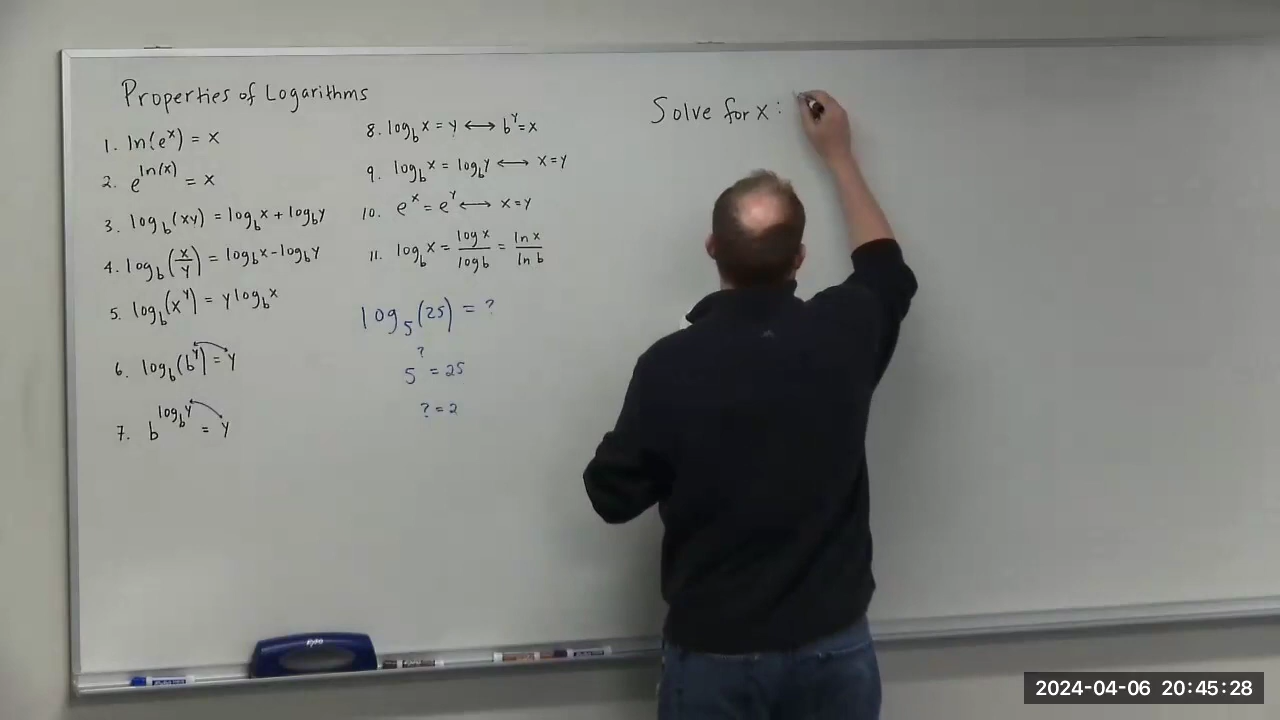 Properties of Logarithms
1. ln(e^x) = x
2. e^ln(x) = x
3. log_b(xy) = log_b x + log_b y
4. log_b(x/y) = log_b x - log_b y
5. log_b(x^y) = y log_b x
6. log_b(b^y) = y
7. b^log_b y = y
8. log_b x = y ⟷ b^y = x
9. log_b x = log_b y ⟷ x = y
10. e^x = e^y ⟷ x = y
11. log_b x = log x / log b = ln x / ln b
log_5(25) = ?
5^? = 25
? = 2
Solve for x:
EXPO
2024-04-06 20:45:28